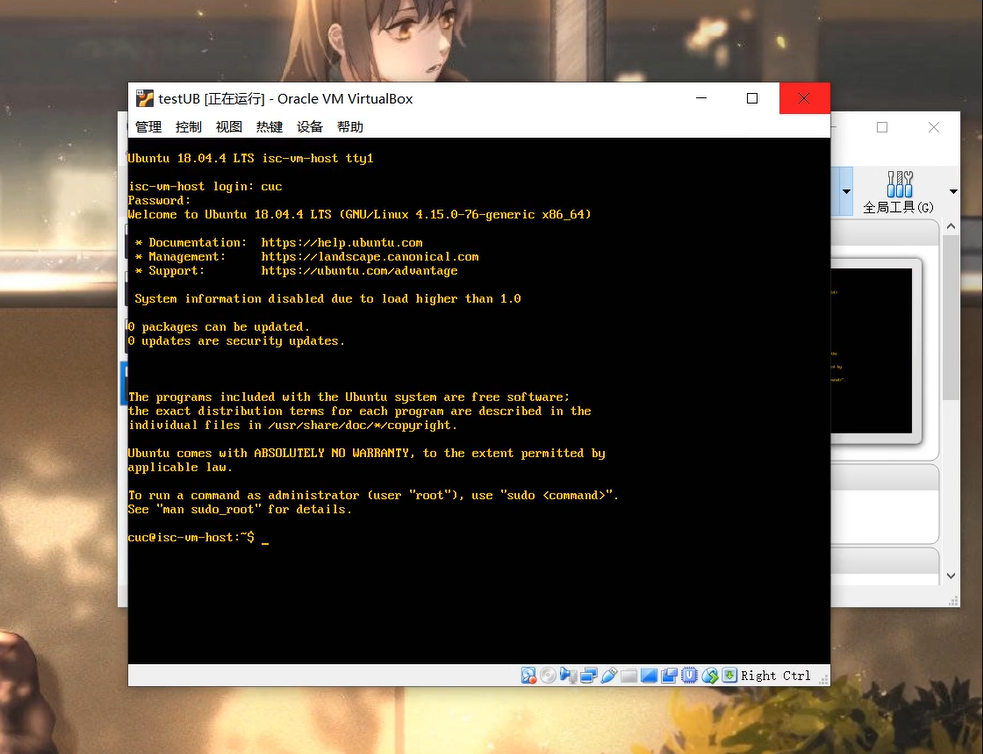 testUB [正在运行] - Oracle VM VirtualBox
管理 控制 视图 热键 设备 帮助
Ubuntu 18.04.4 LTS isc-vm-host tty1
isc-vm-host login: cuc
Password:
Welcome to Ubuntu 18.04.4 LTS (GNU/Linux 4.15.0-76-generic x86_64)
* Documentation:  https://help.ubuntu.com
* Management:     https://landscape.canonical.com
* Support:        https://ubuntu.com/advantage
System information disabled due to load higher than 1.0
0 packages can be updated.
0 updates are security updates.
The programs included with the Ubuntu system are free software;
the exact distribution terms for each program are described in the
individual files in /usr/share/doc/*/copyright.
Ubuntu comes with ABSOLUTELY NO WARRANTY, to the extent permitted by
applicable law.
To run a command as administrator (user "root"), use "sudo <command>".
See "man sudo_root" for details.
cuc@isc-vm-host:~$ _
Right Ctrl
全局工具(G)